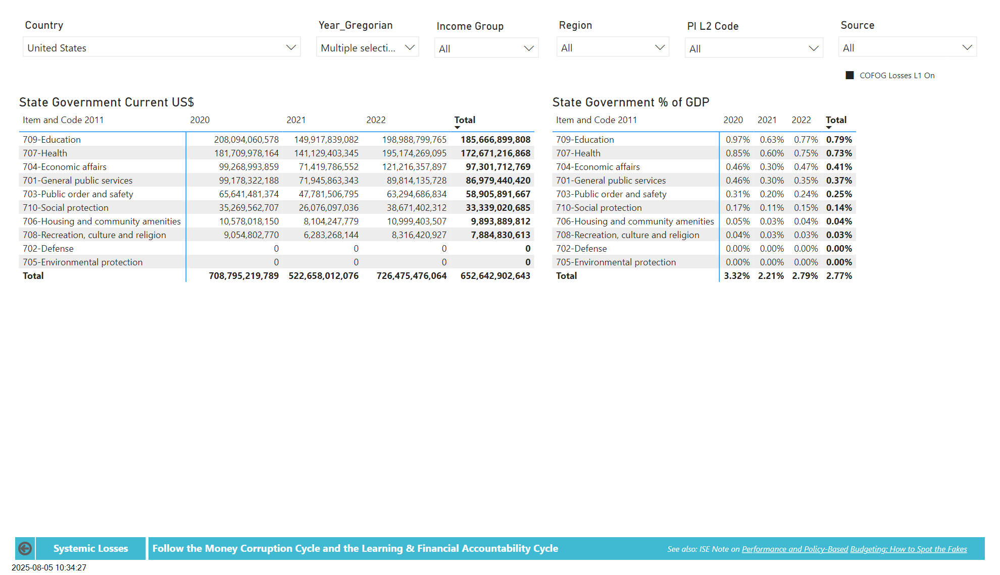 Country
Year_Gregorian
Income Group
Region
PI L2 Code
Source
United States
Multiple selecti...
All
All
All
All
COFOG Losses L1 On
State Government Current US$
Item and Code 2011 2020 2021 2022 Total
709-Education 208,094,060,578 149,917,839,082 198,988,799,765 185,666,899,808
707-Health 181,709,978,164 141,129,403,345 195,174,269,095 172,671,216,868
704-Economic affairs 99,268,993,859 71,419,786,552 121,216,357,897 97,301,712,769
701-General public services 99,178,322,188 71,945,863,343 89,814,135,728 86,979,440,420
703-Public order and safety 65,641,481,374 47,781,506,795 63,294,686,834 58,905,891,667
710-Social protection 35,269,562,707 26,076,097,036 38,671,402,312 33,339,020,685
706-Housing and community amenities 10,578,018,150 8,104,247,779 10,999,403,507 9,893,889,812
708-Recreation, culture and religion 9,054,802,770 6,283,268,144 8,316,420,927 7,884,830,613
702-Defense 0 0 0 0
705-Environmental protection 0 0 0 0
Total 708,795,219,789 522,658,012,076 726,475,476,064 652,642,902,643
State Government % of GDP
Item and Code 2011 2020 2021 2022 Total
709-Education 0.97% 0.63% 0.77% 0.79%
707-Health 0.85% 0.60% 0.75% 0.73%
704-Economic affairs 0.46% 0.30% 0.47% 0.41%
701-General public services 0.46% 0.30% 0.35% 0.37%
703-Public order and safety 0.31% 0.20% 0.24% 0.25%
710-Social protection 0.17% 0.11% 0.15% 0.14%
706-Housing and community amenities 0.05% 0.03% 0.04% 0.04%
708-Recreation, culture and religion 0.04% 0.03% 0.03% 0.03%
702-Defense 0.00% 0.00% 0.00% 0.00%
705-Environmental protection 0.00% 0.00% 0.00% 0.00%
Total 3.32% 2.21% 2.79% 2.77%
Systemic Losses
Follow the Money Corruption Cycle and the Learning & Financial Accountability Cycle
See also: ISE Note on Performance and Policy-Based Budgeting: How to Spot the Fakes
2025-08-05 10:34:27